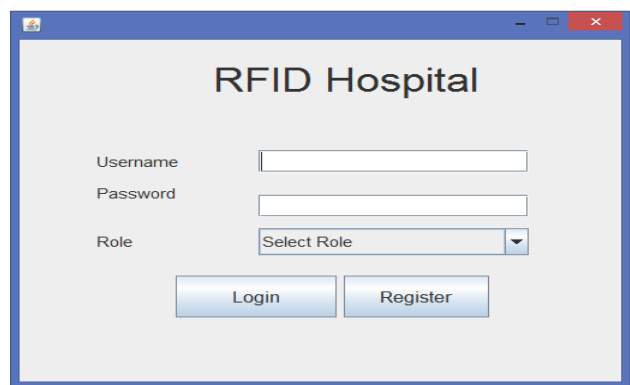 RFID Hospital
Username
Password
Role Select Role
Login Register